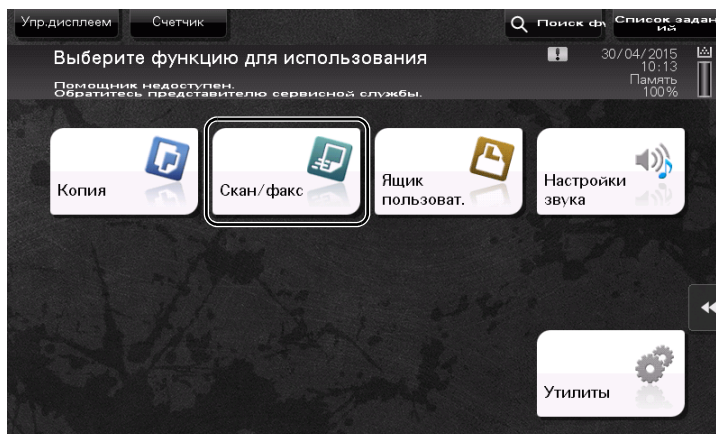 Упр.дисплеем
Счетчик
Поиск
Список задан
ий
Выберите функцию для использования
30/04/2015
10:13
Память
100%
Помощник недоступен.
Обратитесь представителю сервисной службы.
Копия
Скан/факс
Ящик
пользоват.
Настройки
звука
Утилиты